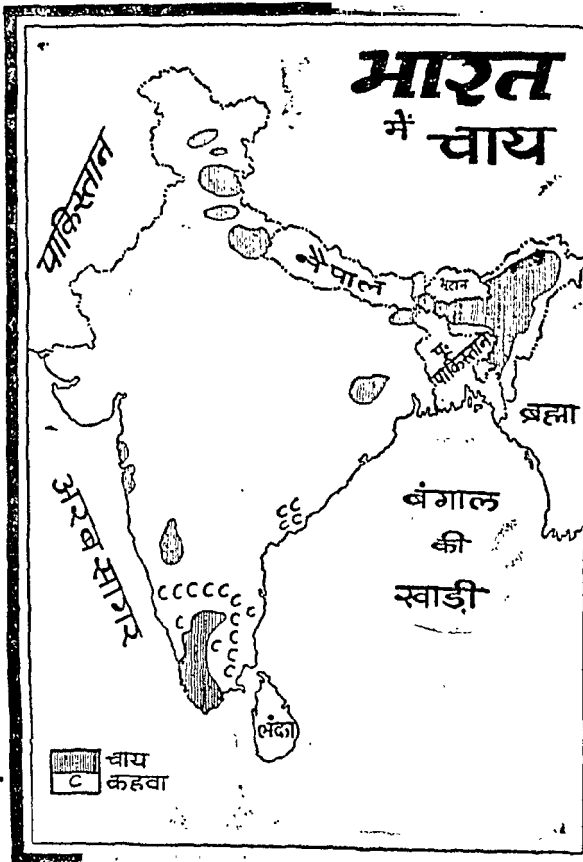 भारत
में चाय
पाकिस्तान
नैपाल
भूटान
पू.
पाकिस्तान
ब्रह्मा
अरब सागर
बंगाल
की
खाड़ी
लंका
C C
C C
C C C C C C
C C C
C C
C C
C
C
चाय
C कहवा